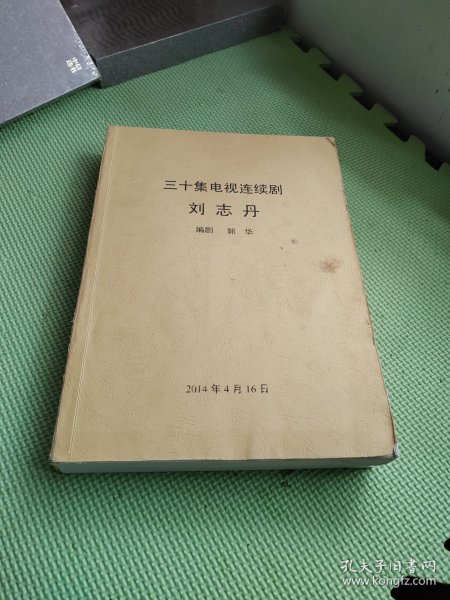 三十集电视连续剧
刘志丹
编剧 郭华
2014年4月16日
孔夫子旧书网
www.kongfz.com